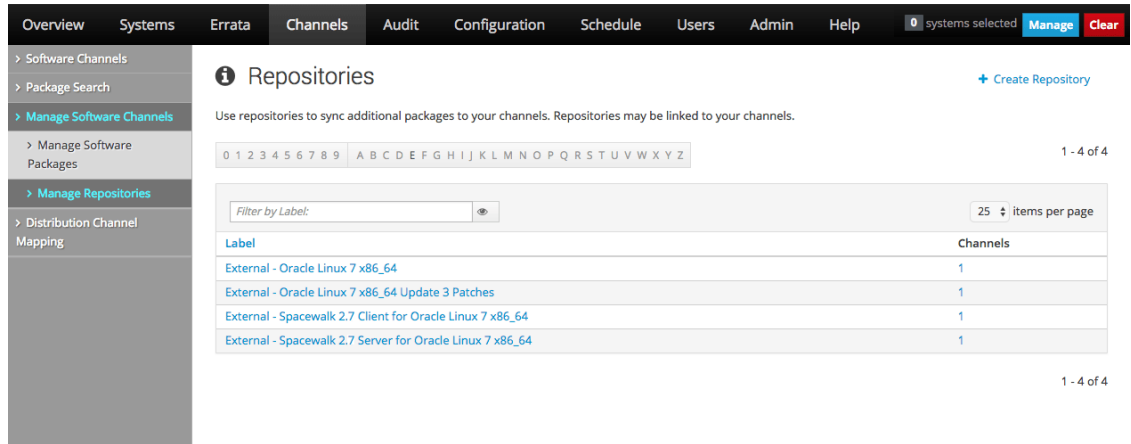 Overview Systems Errata Channels Audit Configuration Schedule Users Admin Help 0 systems selected Manage Clear
> Software Channels
> Package Search
> Manage Software Channels
> Manage Software
Packages
> Manage Repositories
> Distribution Channel
Mapping
Repositories
+ Create Repository
Use repositories to sync additional packages to your channels. Repositories may be linked to your channels.
0 1 2 3 4 5 6 7 8 9 A B C D E F G H I J K L M N O P Q R S T U V W X Y Z
1 - 4 of 4
Filter by Label:
25 items per page
Label Channels
External - Oracle Linux 7 x86_64 1
External - Oracle Linux 7 x86_64 Update 3 Patches 1
External - Spacewalk 2.7 Client for Oracle Linux 7 x86_64 1
External - Spacewalk 2.7 Server for Oracle Linux 7 x86_64 1
1 - 4 of 4